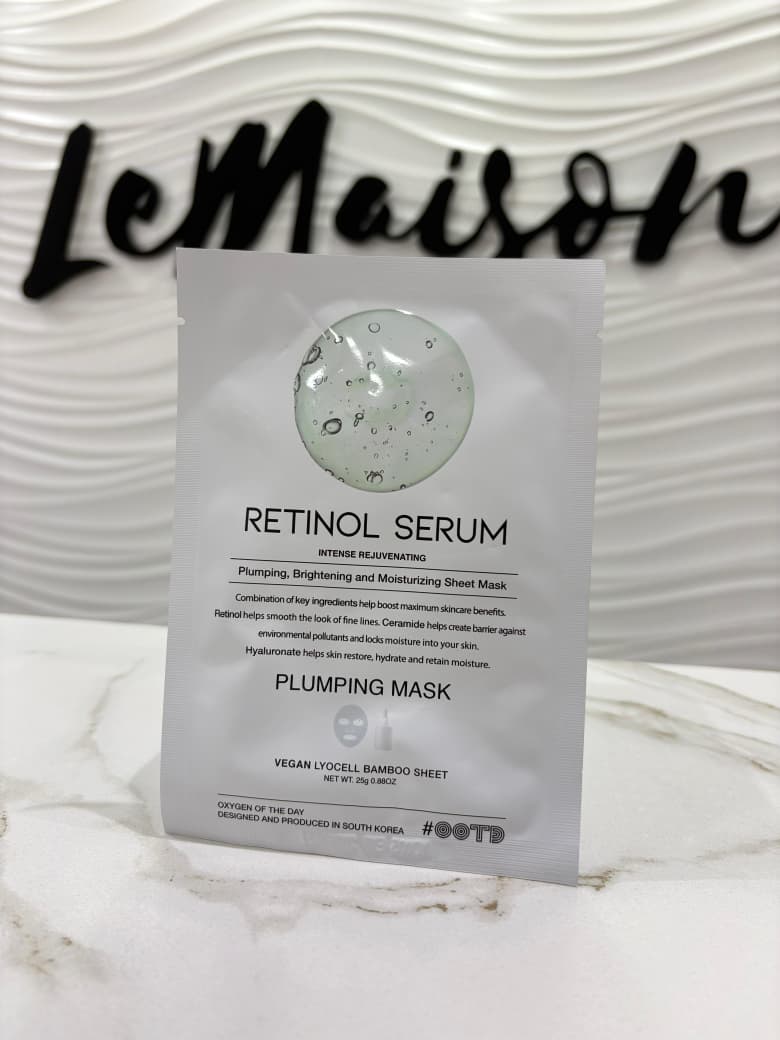 LeMaison
RETINOL SERUM
INTENSE REJUVENATING
Plumping, Brightening and Moisturizing Sheet Mask
Combination of key ingredients help boost maximum skincare benefits.
Retinol helps smooth the look of fine lines. Ceramide helps create barrier against
environmental pollutants and locks moisture into your skin.
Hyaluronate helps skin restore, hydrate and retain moisture.
PLUMPING MASK
VEGAN LYOCELL BAMBOO SHEET
NET WT. 25g 0.88OZ
OXYGEN OF THE DAY
DESIGNED AND PRODUCED IN SOUTH KOREA #OOTD